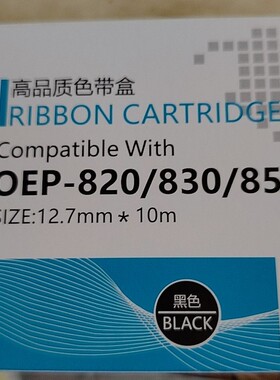 高品质色带盒
RIBBON CARTRIDGE
Compatible With
OEP-820/830/85
SIZE:12.7mm * 10m
黑色
BLACK